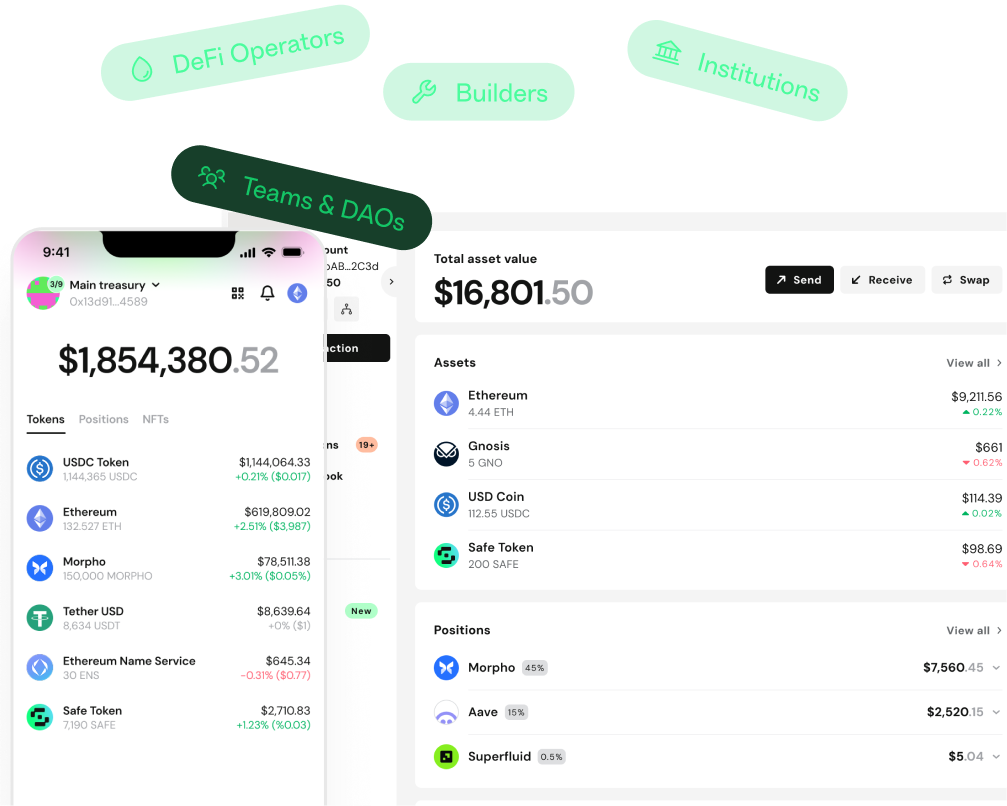 DeFi Operators
Builders
Institutions
Teams & DAOs
9:41
3/9
Main treasury
0x13d91...4589
$1,854,380.52
Tokens
Positions
NFTs
USDC Token
$1,144,064.33
1,144,365 USDC
+0.21% ($0.017)
Ethereum
$619,809.02
132.527 ETH
+2.51% ($3,987)
Morpho
$78,511.38
150,000 MORPHO
+3.01% ($0.05%)
Tether USD
$8,639.64
8,634 USDT
+0% ($1)
Ethereum Name Service
$645.34
30 ENS
-0.31% ($0.77)
Safe Token
$2,710.83
7,190 SAFE
+1.23% (%0.03)
ount
AB...2C3d
50
ction
ns
19+
ok
New
Total asset value
$16,801.50
Send
Receive
Swap
Assets
View all
Ethereum
$9,211.56
4.44 ETH
0.22%
Gnosis
$661
5 GNO
0.62%
USD Coin
$114.39
112.55 USDC
0.02%
Safe Token
$98.69
200 SAFE
0.64%
Positions
View all
Morpho
45%
$7,560.45
Aave
15%
$2,520.15
Superfluid
0.5%
$5.04